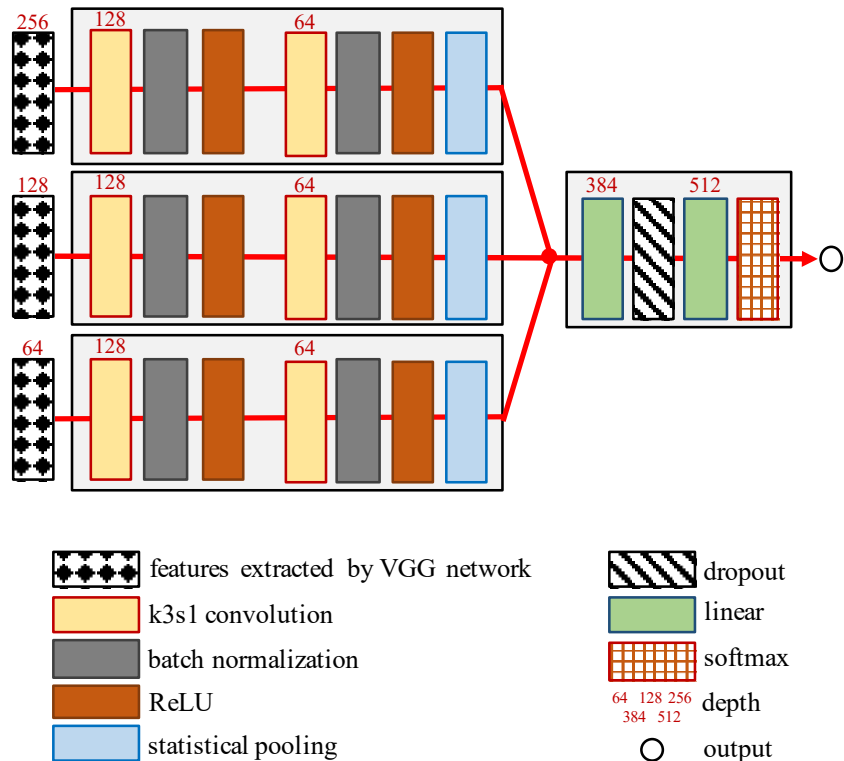 256 128 64
128 128 64
384 512
64 128 64
features extracted by VGG network
k3s1 convolution
batch normalization
ReLU
statistical pooling
dropout
linear
softmax
64 128 256
384 512
depth
output